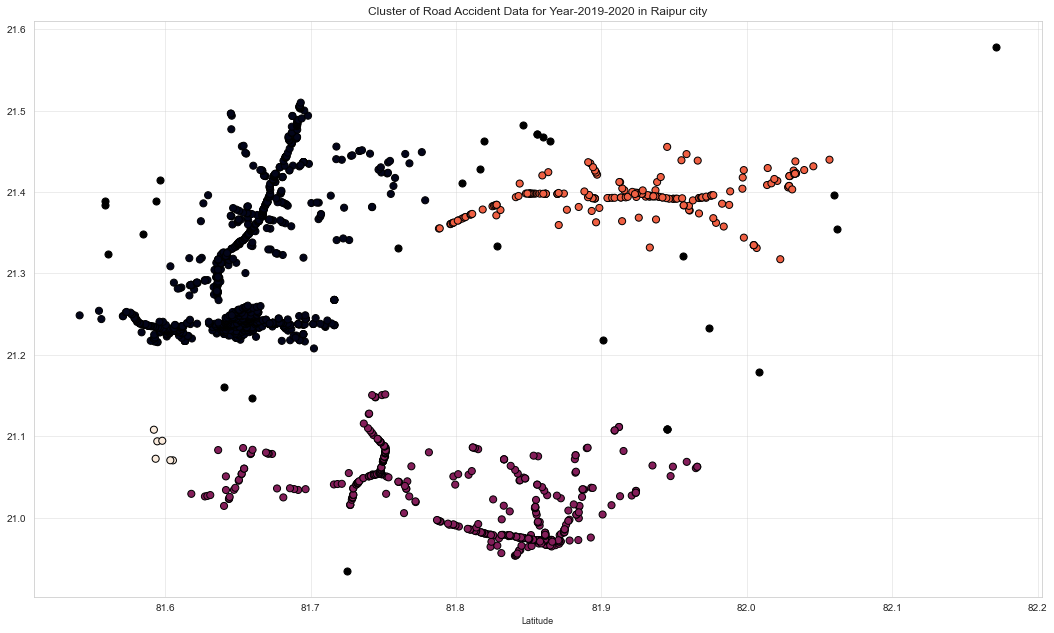 Cluster of Road Accident Data for Year-2019-2020 in Raipur city
21.6
21.5
21.4
21.3
21.2
21.1
21.0
81.6 81.7 81.8 81.9 82.0 82.1 82.2
Latitude